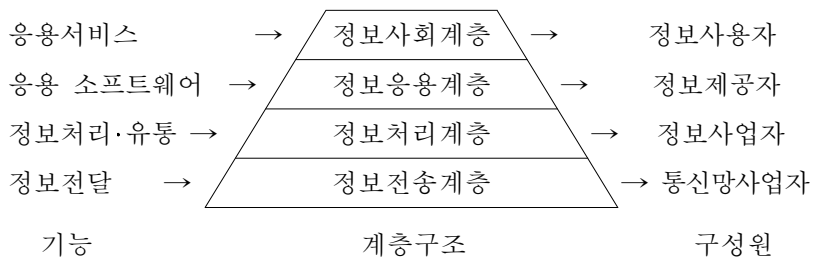 응용서비스 → 정보사회계층 → 정보사용자
응용 소프트웨어 → 정보응용계층 → 정보제공자
정보처리·유통 → 정보처리계층 → 정보사업자
정보전달 → 정보전송계층 → 통신망사업자
기능 계층구조 구성원